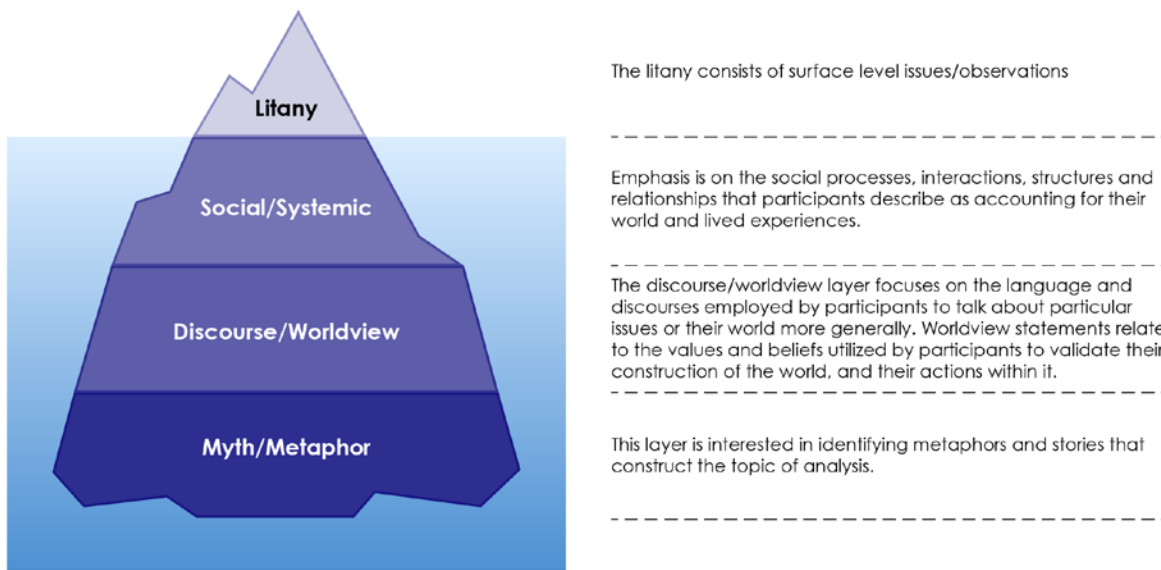 Litany
The litany consists of surface level issues/observations
Social/Systemic
Emphasis is on the social processes, interactions, structures and
relationships that participants describe as accounting for their
world and lived experiences.
Discourse/Worldview
The discourse/worldview layer focuses on the language and
discourses employed by participants to talk about particular
issues or their world more generally. Worldview statements relate
to the values and beliefs utilized by participants to validate their
construction of the world, and their actions within it.
Myth/Metaphor
This layer is interested in identifying metaphors and stories that
construct the topic of analysis.